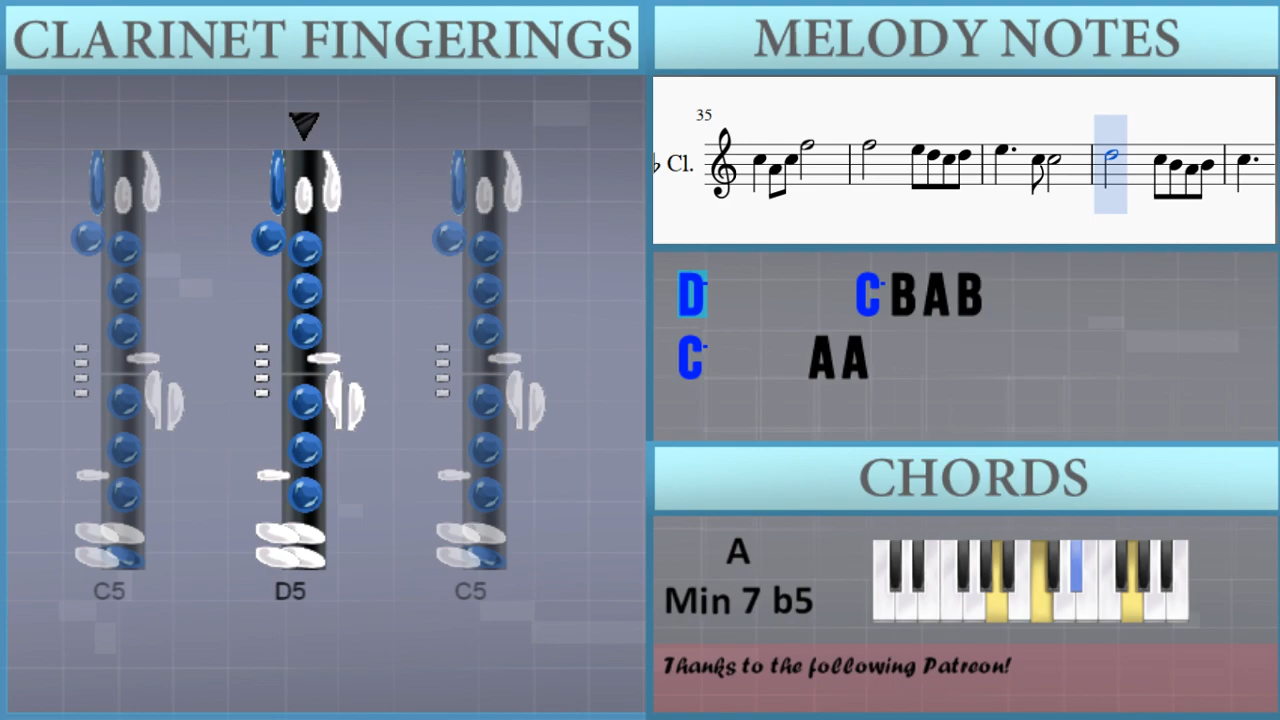 CLARINET FINGERINGS
C5
D5
C5
MELODY NOTES
35
♭ Cl.
D-
C- B A B
C-
A A
CHORDS
A
Min 7 b5
Thanks to the following Patreon!